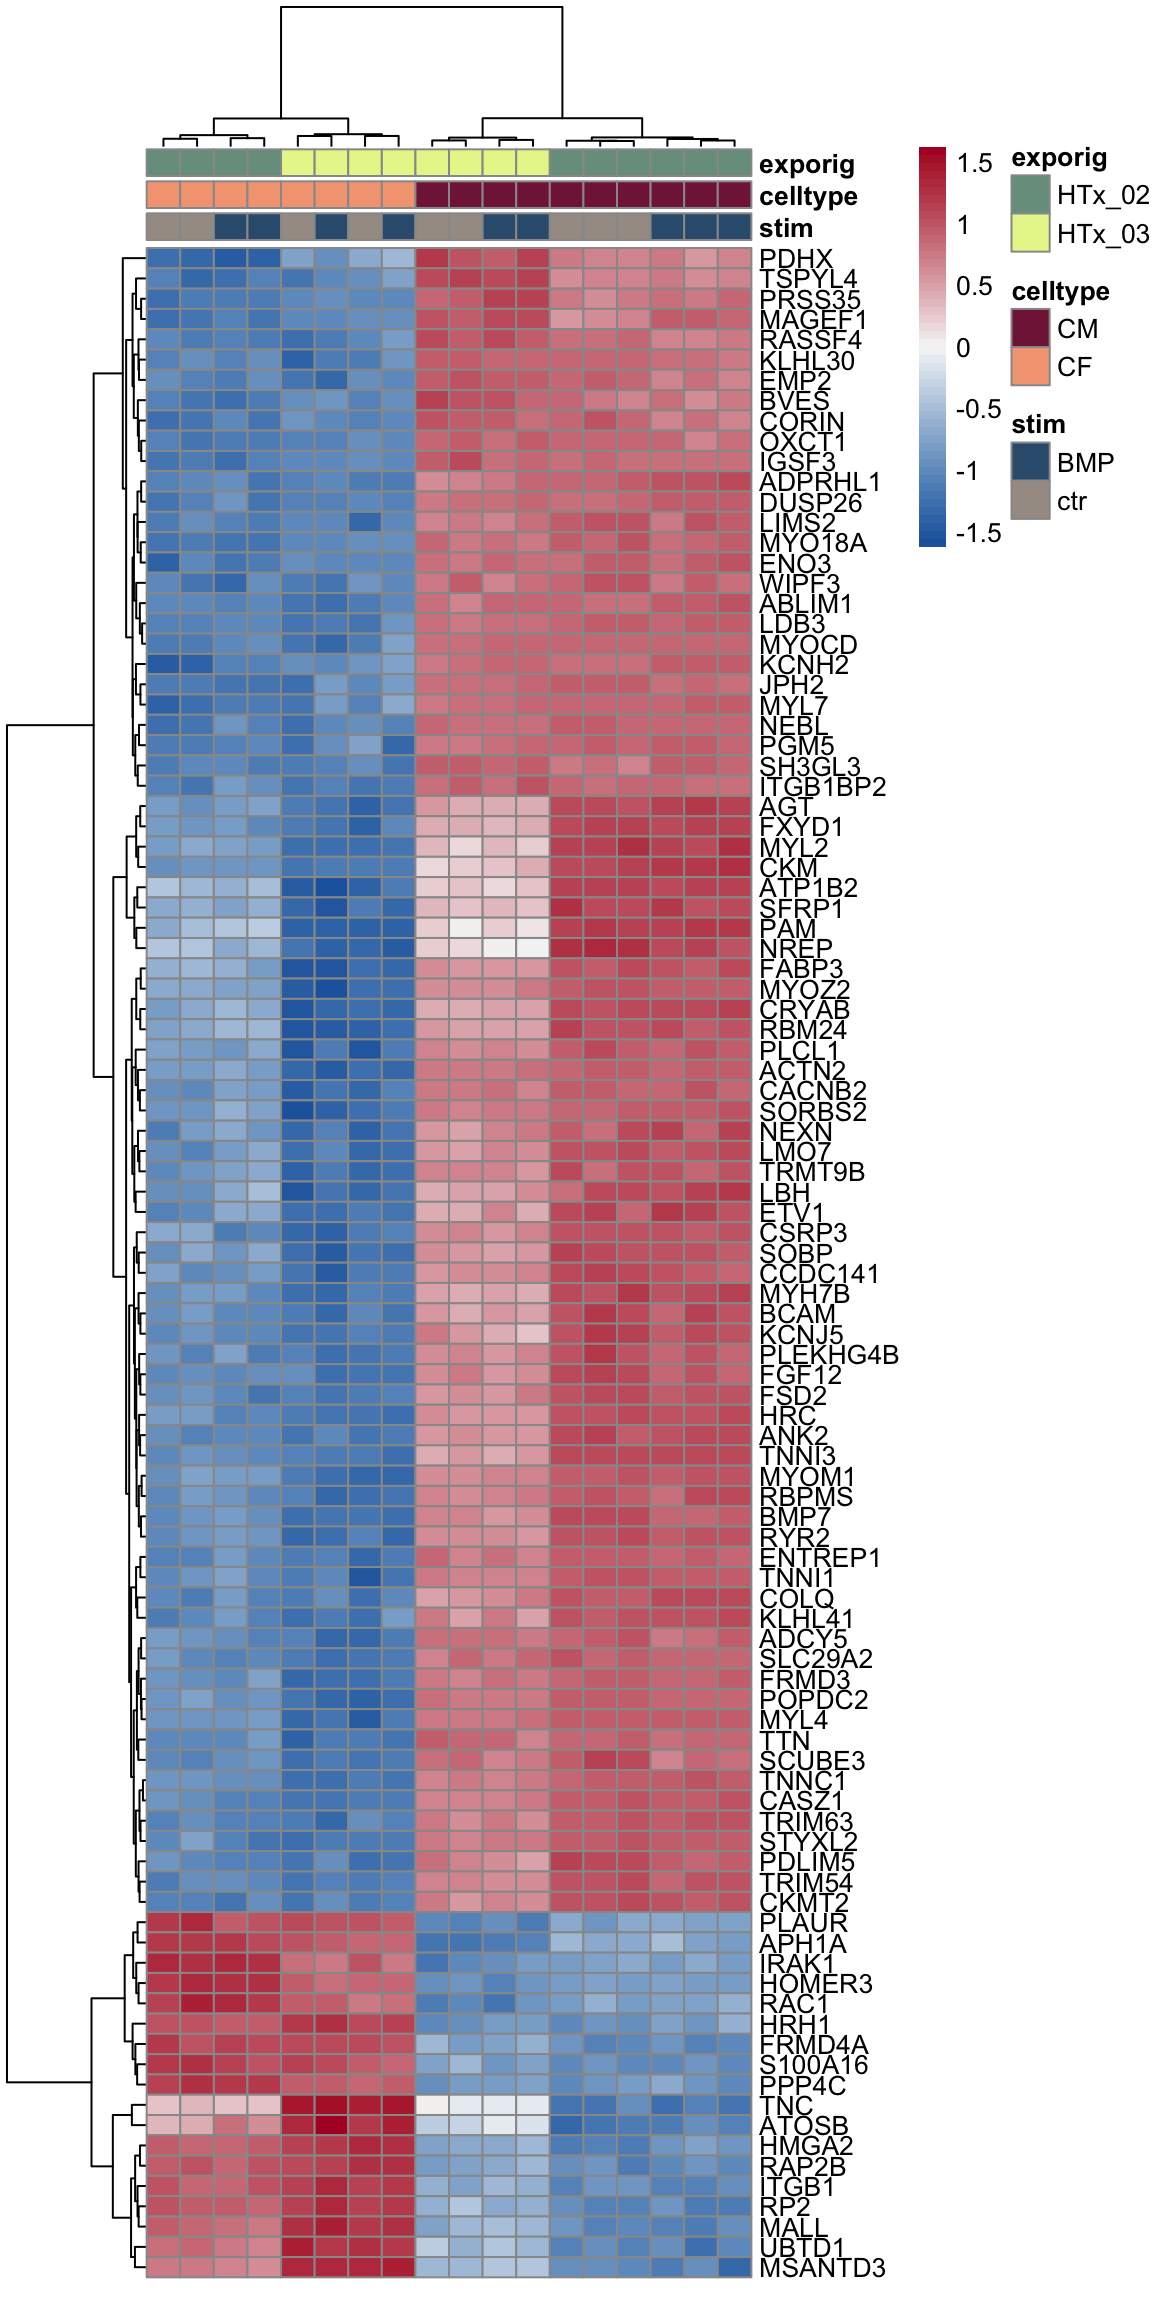 exporig
celltype
stim
PDHX
TSPYL4
PRSS35
MAGEF1
RASSF4
KLHL30
EMP2
BVES
CORIN
OXCT1
IGSF3
ADPRHL1
DUSP26
LIMS2
MYO18A
ENO3
WIPF3
ABLIM1
LDB3
MYOCD
KCNH2
JPH2
MYL7
NEBL
PGM5
SH3GL3
ITGB1BP2
AGT
FXYD1
MYL2
CKM
ATP1B2
SFRP1
PAM
NREP
FABP3
MYOZ2
CRYAB
RBM24
PLCL1
ACTN2
CACNB2
SORBS2
NEXN
LMO7
TRMT9B
LBH
ETV1
CSRP3
SOBP
CCDC141
MYH7B
BCAM
KCNJ5
PLEKHG4B
FGF12
FSD2
HRC
ANK2
TNNI3
MYOM1
RBPMS
BMP7
RYR2
ENTREP1
TNNI1
COLQ
KLHL41
ADCY5
SLC29A2
FRMD3
POPDC2
MYL4
TTN
SCUBE3
TNNC1
CASZ1
TRIM63
STYXL2
PDLIM5
TRIM54
CKMT2
PLAUR
APH1A
IRAK1
HOMER3
RAC1
HRH1
FRMD4A
S100A16
PPP4C
TNC
ATOSB
HMGA2
RAP2B
ITGB1
RP2
MALL
UBTD1
MSANTD3
1.5
1
0.5
0
-0.5
-1
-1.5
exporig
HTx_02
HTx_03
celltype
CM
CF
stim
BMP
ctr